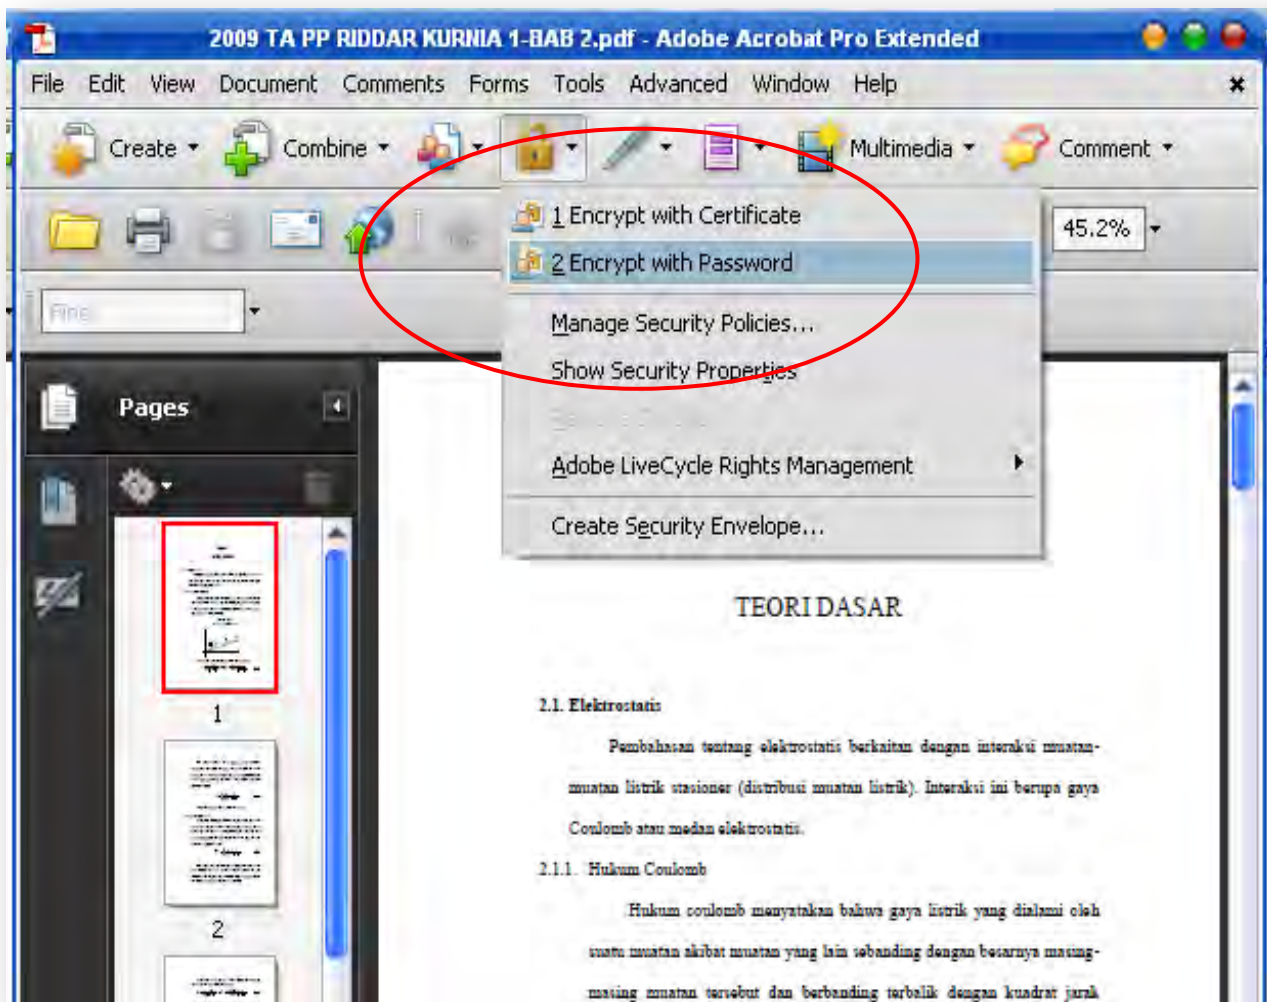 2009 TA PP RIDDAR KURNIA 1-BAB 2.pdf - Adobe Acrobat Pro Extended
File Edit View Document Comments Forms Tools Advanced Window Help
Create Combine Multimedia Comment
1 Encrypt with Certificate
45.2%
2 Encrypt with Password
Find
Manage Security Policies...
Show Security Properties
Pages
Adobe LiveCycle Rights Management
Create Security Envelope...
TEORI DASAR
2.1. Elektrostatis
1
Pembahasan tentang elektrostatis berkaitan dengan interaksi muatan-
muatan listrik stasioner (distribusi muatan listrik). Interaksi ini berupa gaya
Coulomb atau medan elektrostatis.
2.1.1. Hukum Coulomb
Hukum coulomb menyatakan bahwa gaya listrik yang dialami oleh
2
suatu muatan akibat muatan yang lain sebanding dengan besarnya masing-
masing muatan tersebut dan berbanding terbalik dengan kuadrat jarak